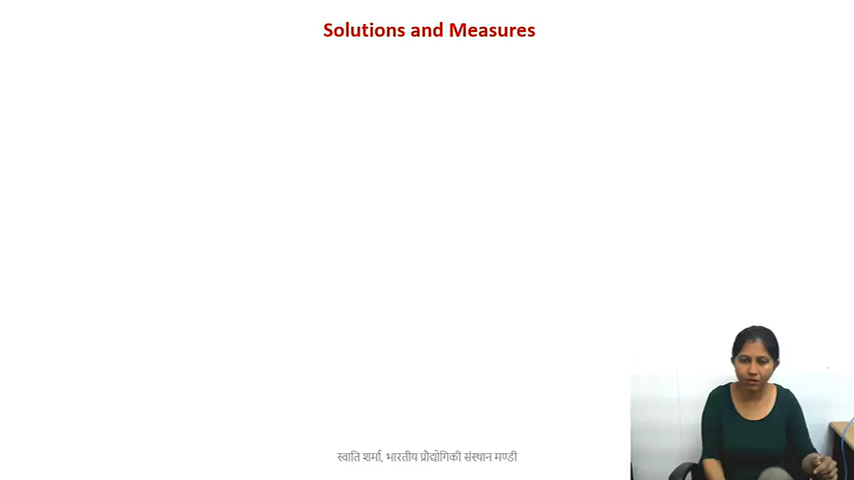 Solutions and Measures
स्वाति शर्मा, भारतीय प्रौद्योगिकी संस्थान मण्डी